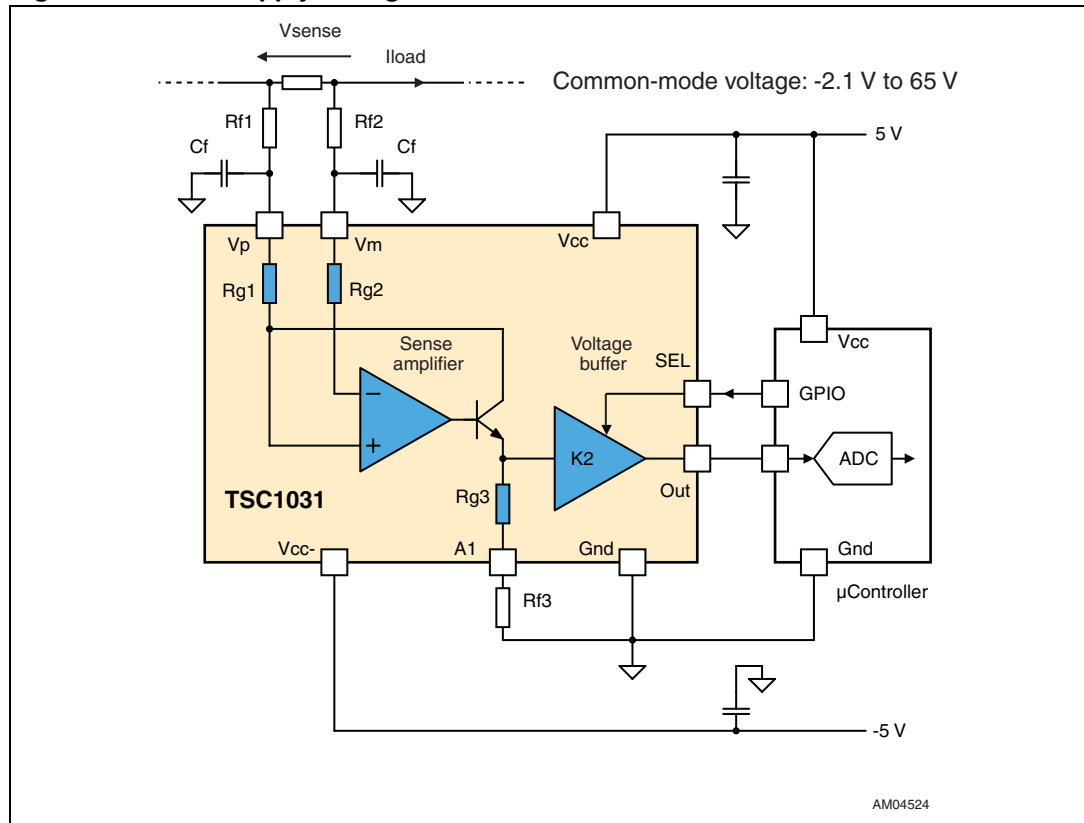 Vsense
Iload
Common-mode voltage: -2.1 V to 65 V
Rf1
Rf2
5 V
Cf
Cf
Vp
Vm
Vcc
Rg1
Rg2
Vcc
Sense
amplifier
Voltage
buffer
SEL
GPIO
−
+
K2
ADC
Out
Rg3
TSC1031
Vcc-
A1
Gnd
Gnd
Rf3
µController
-5 V
AM04524